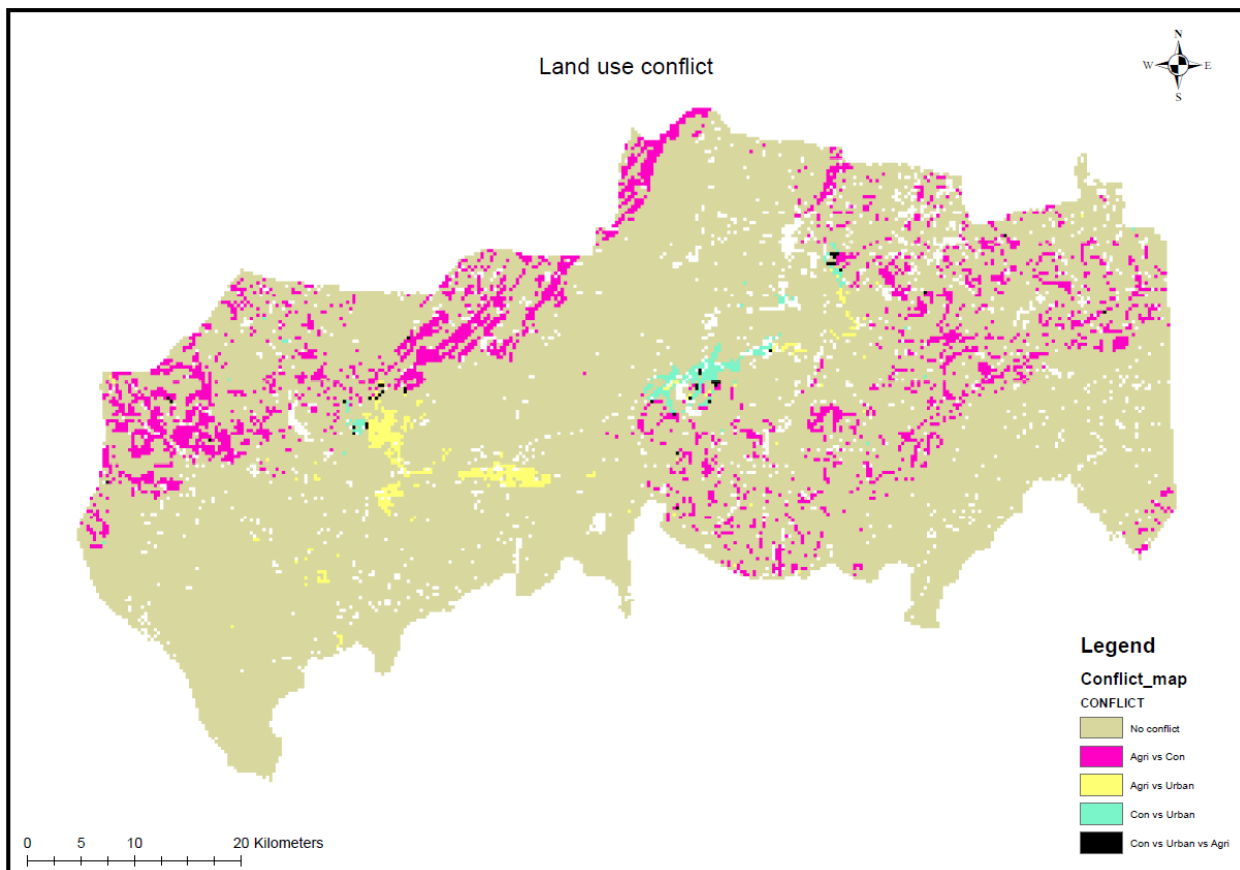 Land use conflict
N
W E
S
Legend
Conflict_map
CONFLICT
No conflict
Agri vs Con
Agri vs Urban
Con vs Urban
Con vs Urban vs Agri
0 5 10 20 Kilometers